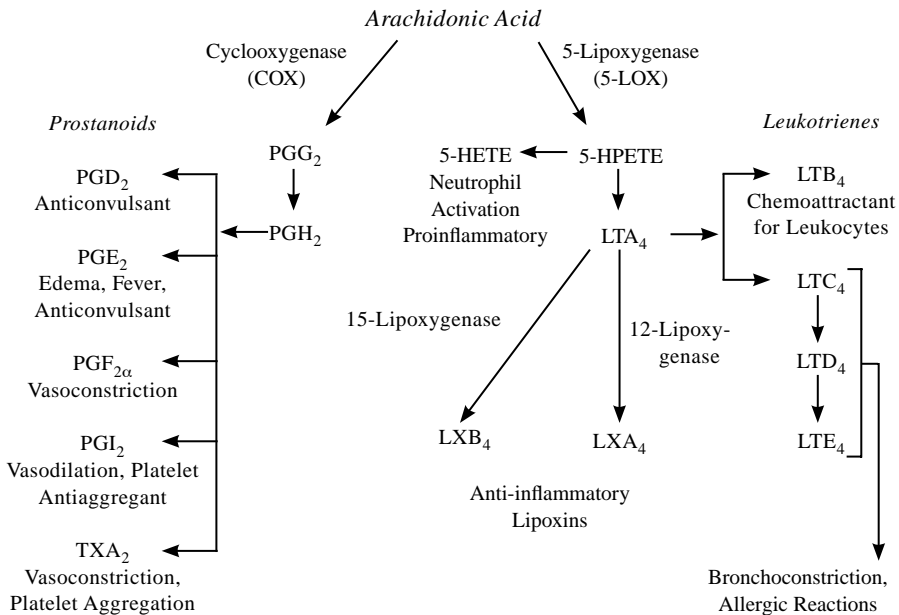 Arachidonic Acid
Cyclooxygenase
(COX)
5-Lipoxygenase
(5-LOX)
Prostanoids
Leukotrienes
PGG2
5-HETE
Neutrophil
Activation
Proinflammatory
5-HPETE
PGD2
Anticonvulsant
LTB4
Chemoattractant
for Leukocytes
PGH2
LTA4
PGE2
Edema, Fever,
Anticonvulsant
LTC4
15-Lipoxygenase
12-Lipoxy-
genase
PGF2α
Vasoconstriction
LTD4
PGI2
Vasodilation, Platelet
Antiaggregant
LXB4
LXA4
LTE4
Anti-inflammatory
Lipoxins
TXA2
Vasoconstriction,
Platelet Aggregation
Bronchoconstriction,
Allergic Reactions